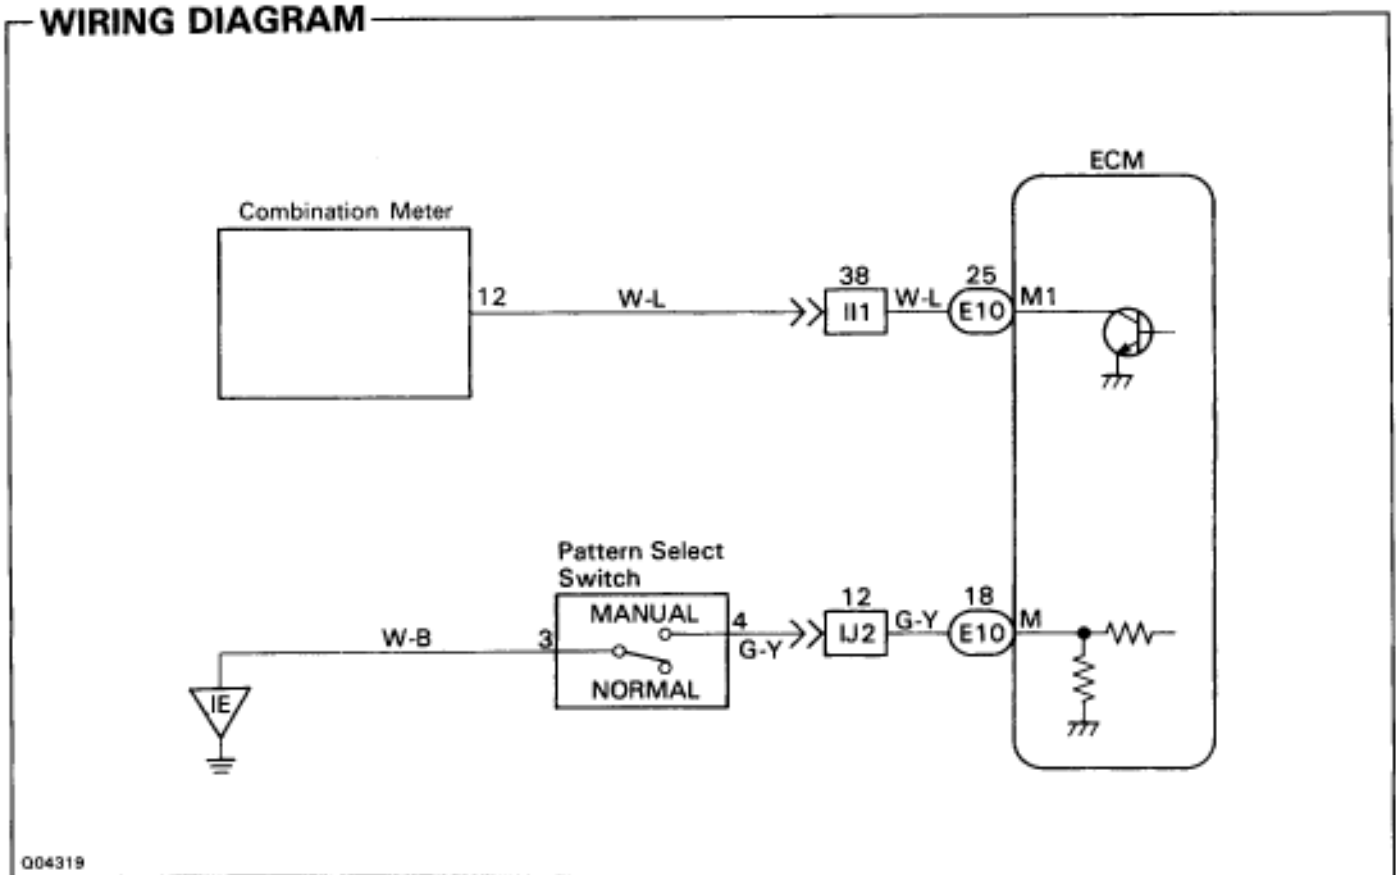 WIRING DIAGRAM
ECM
Combination Meter
12
W-L
38
II1
W-L
25
E10
M1
Pattern Select
Switch
MANUAL
NORMAL
3
W-B
IE
4
G-Y
12
IJ2
G-Y
18
E10
M
Q04319